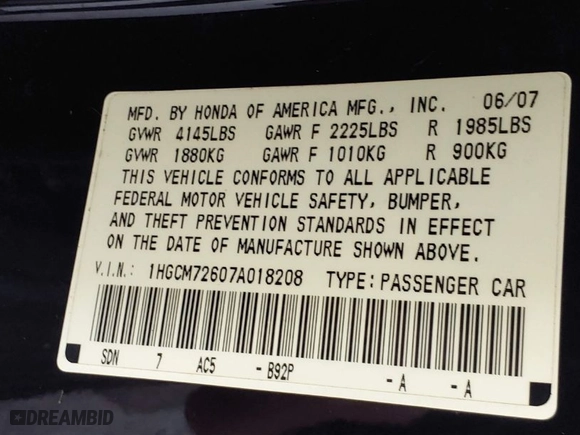 MFD. BY HONDA OF AMERICA MFG., INC. 06/07
GVWR 4145LBS GAWR F 2225LBS R 1985LBS
GVWR 1880KG GAWR F 1010KG R 900KG
THIS VEHICLE CONFORMS TO ALL APPLICABLE
FEDERAL MOTOR VEHICLE SAFETY, BUMPER,
AND THEFT PREVENTION STANDARDS IN EFFECT
ON THE DATE OF MANUFACTURE SHOWN ABOVE.
V.I.N.: 1HGCM72607A018208 TYPE: PASSENGER CAR
SDN 7 AC5 - B92P - A - A
DREAMBID